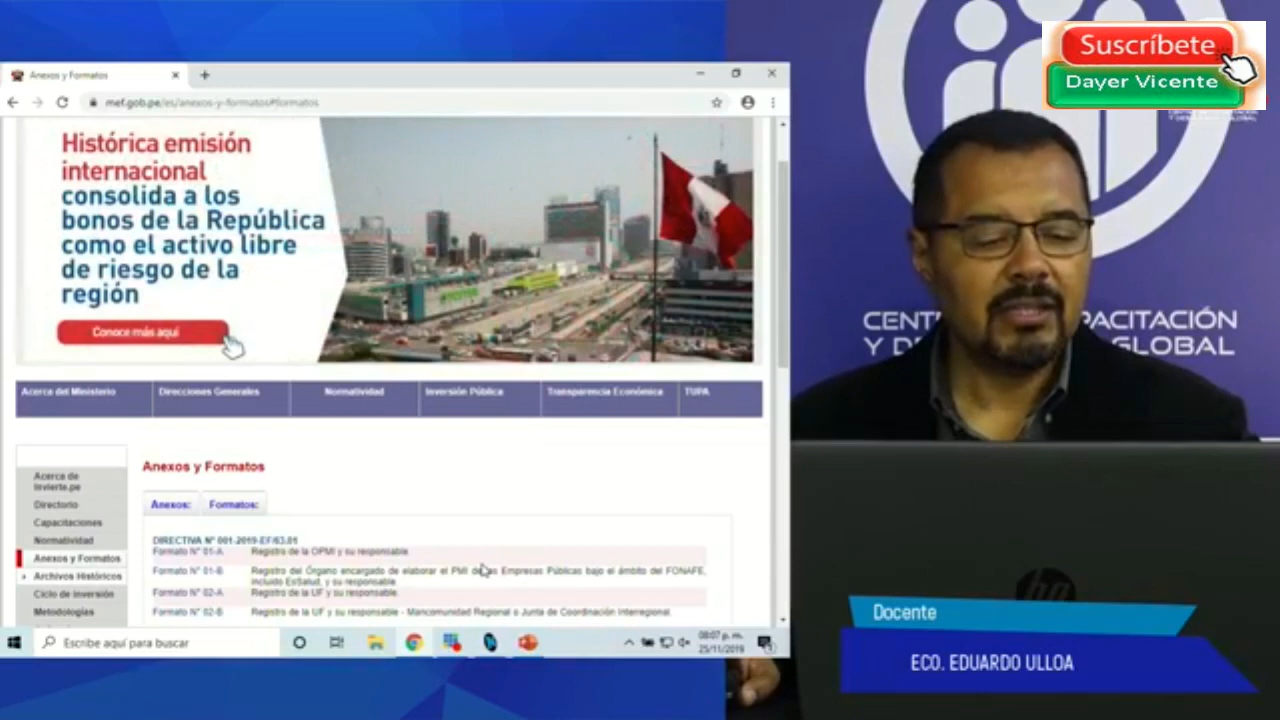 Anexos y Formatos
mef.gob.pe/es/anexos-y-formatos#formatos
Histórica emisión
internacional
consolida a los
bonos de la República
como el activo libre
de riesgo de la
región
Conoce más aquí
Acerca del Ministerio
Direcciones Generales
Normatividad
Inversión Pública
Transparencia Económica
TUPA
Acerca de
Invierte.pe
Directorio
Capacitaciones
Normatividad
Anexos y Formatos
Archivos Históricos
Ciclo de inversión
Metodologías
Anexos y Formatos
Anexos:
Formatos:
DIRECTIVA N° 001-2019-EF/63.01
Formato N° 01-A Registro de la OPMI y su responsable.
Formato N° 01-B Registro del Órgano encargado de elaborar el PMI de Empresas Públicas bajo el ámbito del FONAFE,
incluido EsSalud, y su responsable.
Formato N° 02-A Registro de la UF y su responsable.
Formato N° 02-B Registro de la UF y su responsable - Mancomunidad Regional o Junta de Coordinación Interregional.
Escribe aquí para buscar
08:07 p. m.
25/11/2019
Suscríbete
Dayer Vicente
CENT PACITACIÓN
Y DE GLOBAL
hp
Docente
ECO. EDUARDO ULLOA